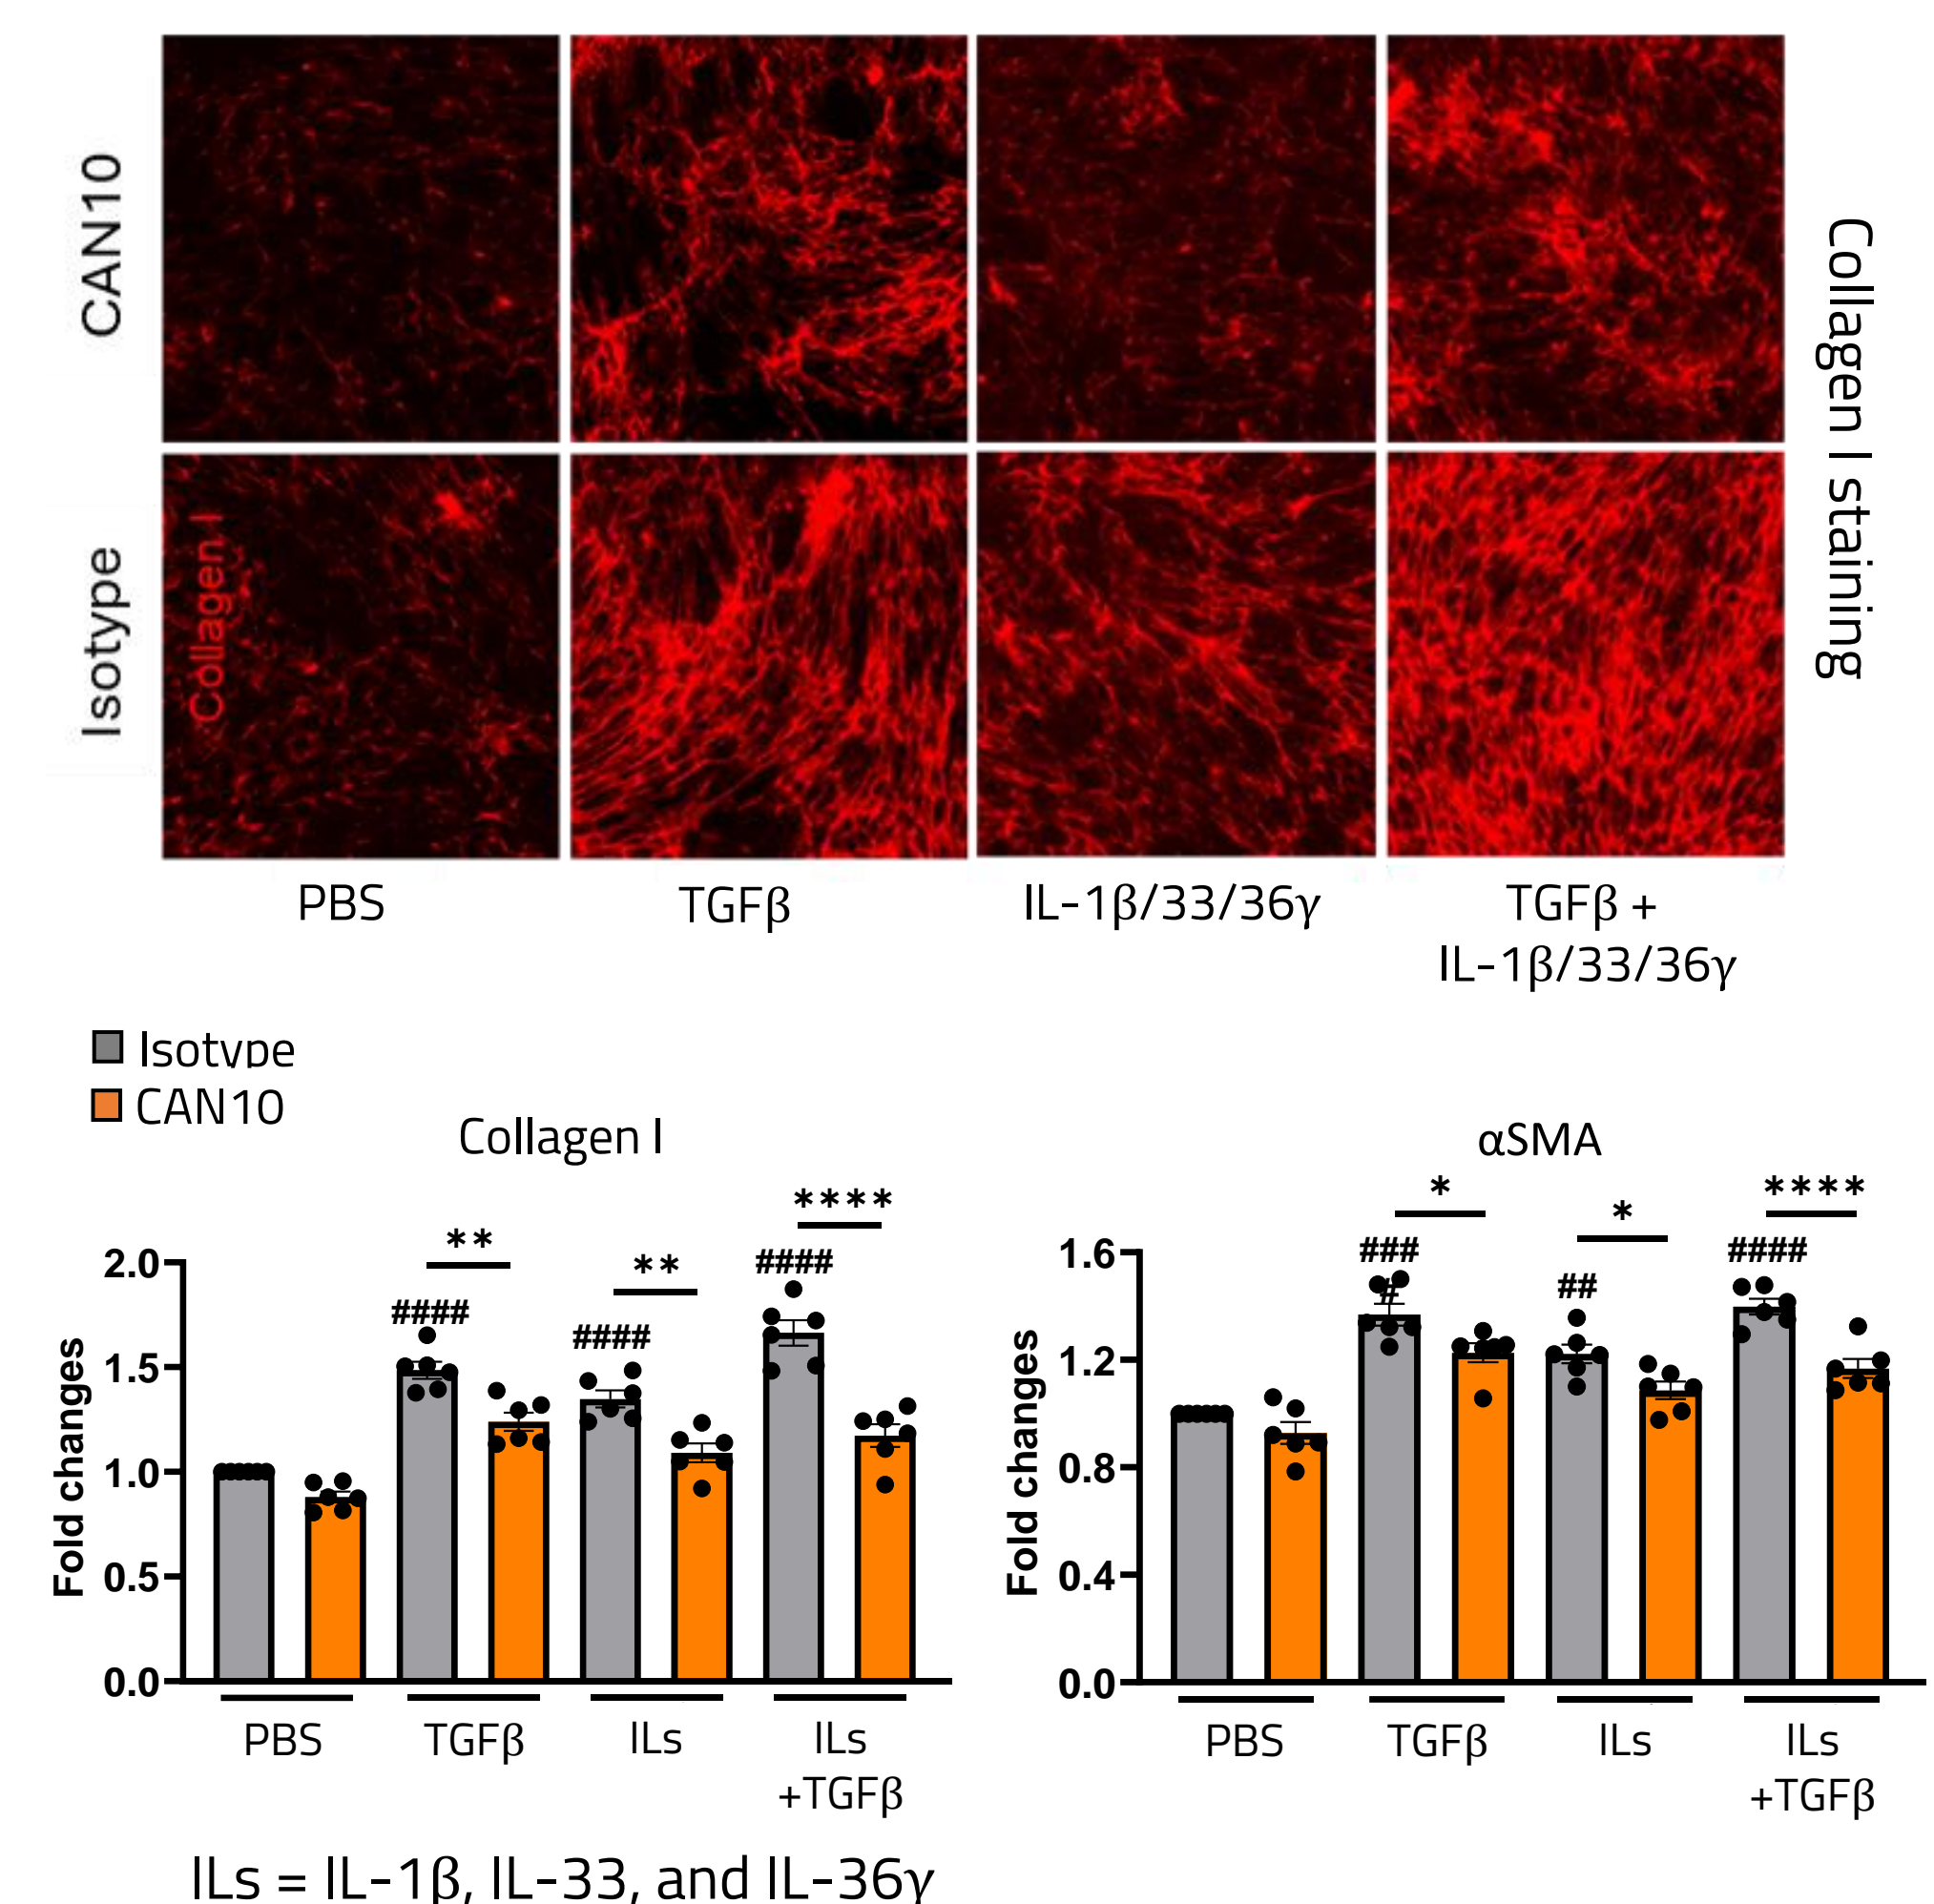 CAN10
Isotype
Collagen I
Collagen I staining
PBS
TGFβ
IL-1β/33/36γ
TGFβ +
IL-1β/33/36γ
Isotype
CAN10
Collagen I
Fold changes
2.0
1.5
1.0
0.5
0.0
####
**
####
**
####
****
PBS
TGFβ
ILs
ILs
+TGFβ
αSMA
Fold changes
1.6
1.2
0.8
0.4
0.0
###
#
*
##
*
####
****
PBS
TGFβ
ILs
ILs
+TGFβ
ILs = IL-1β, IL-33, and IL-36γ